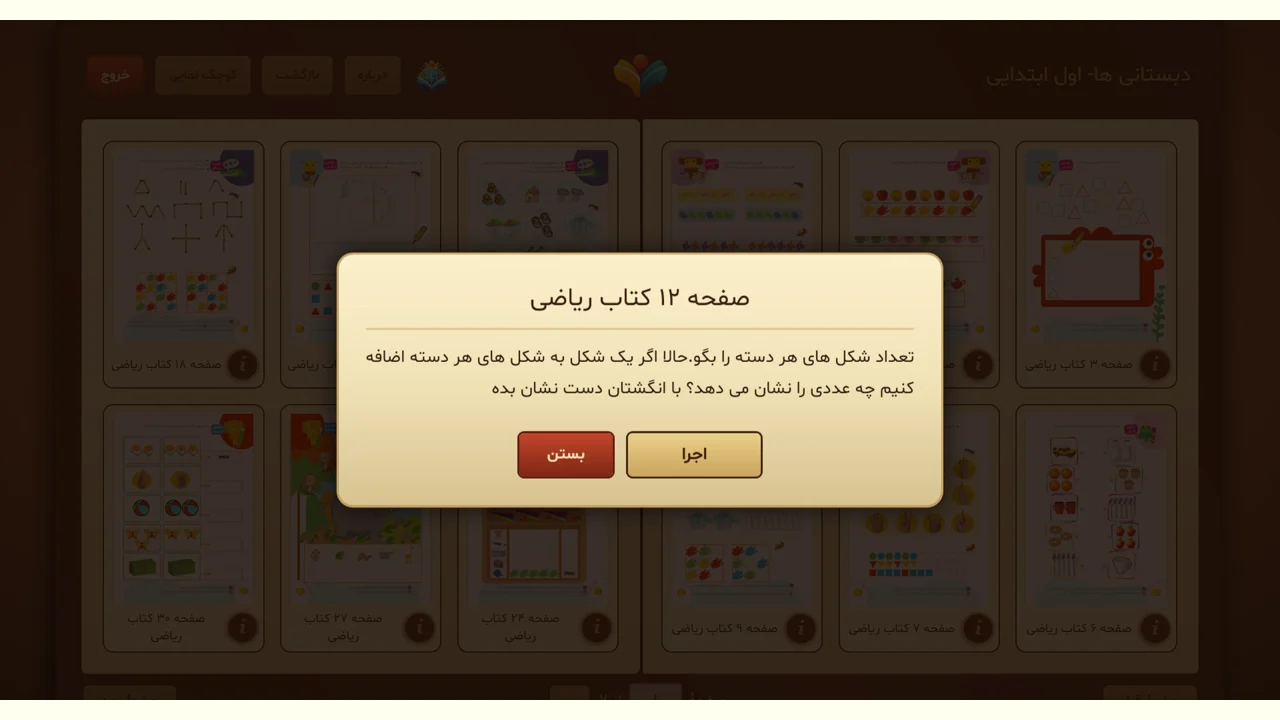 دبستانی ها- اول ابتدایی
درباره
بازگشت
کوچک نمایی
خروج
صفحه ۱۲ کتاب ریاضی
تعداد شکل های هر دسته را بگو.حالا اگر یک شکل به شکل های هر دسته اضافه
کنیم چه عددی را نشان می دهد؟ با انگشتان دست نشان بده
اجرا
بستن
صفحه ۳ کتاب ریاضی
صفحه ۱۸ کتاب ریاضی
صفحه ۶ کتاب ریاضی
صفحه ۷ کتاب ریاضی
صفحه ۹ کتاب ریاضی
صفحه ۲۴ کتاب
ریاضی
صفحه ۲۷ کتاب
ریاضی
صفحه ۳۰ کتاب
ریاضی